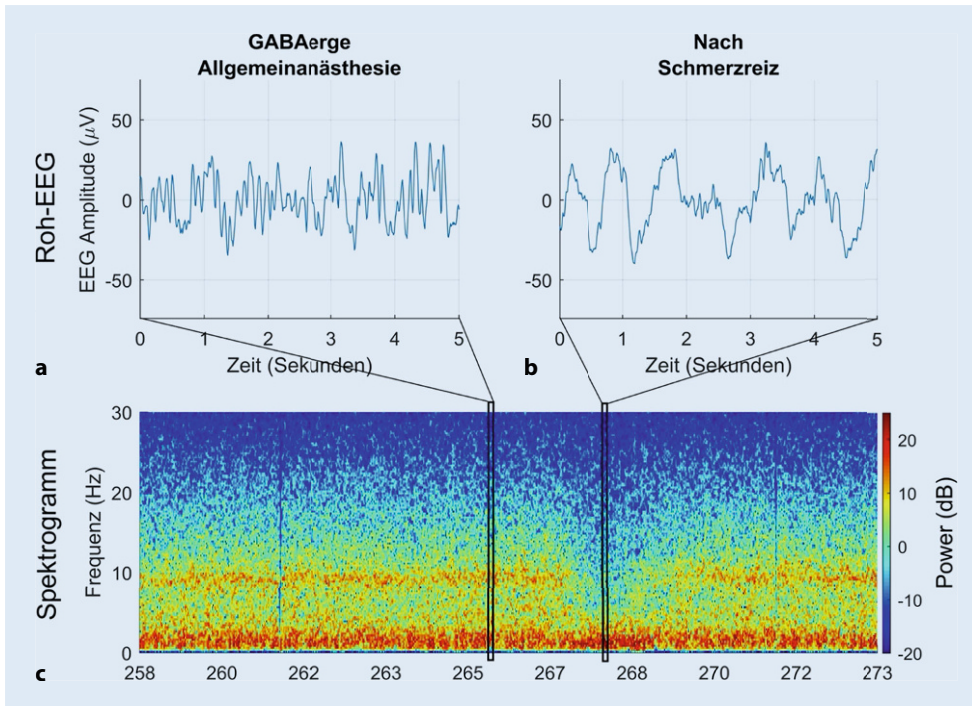 GABAerge
Allgemeinanästhesie
Nach
Schmerzreiz
Roh-EEG
EEG Amplitude (µV)
50
0
-50
0 1 2 3 4 5
Zeit (Sekunden)
a
50
0
-50
0 1 2 3 4 5
Zeit (Sekunden)
b
Spektrogramm
Frequenz (Hz)
30
20
10
0
258 260 262 263 265 267 268 270 272 273
c
20
10
0
-10
-20
Power (dB)